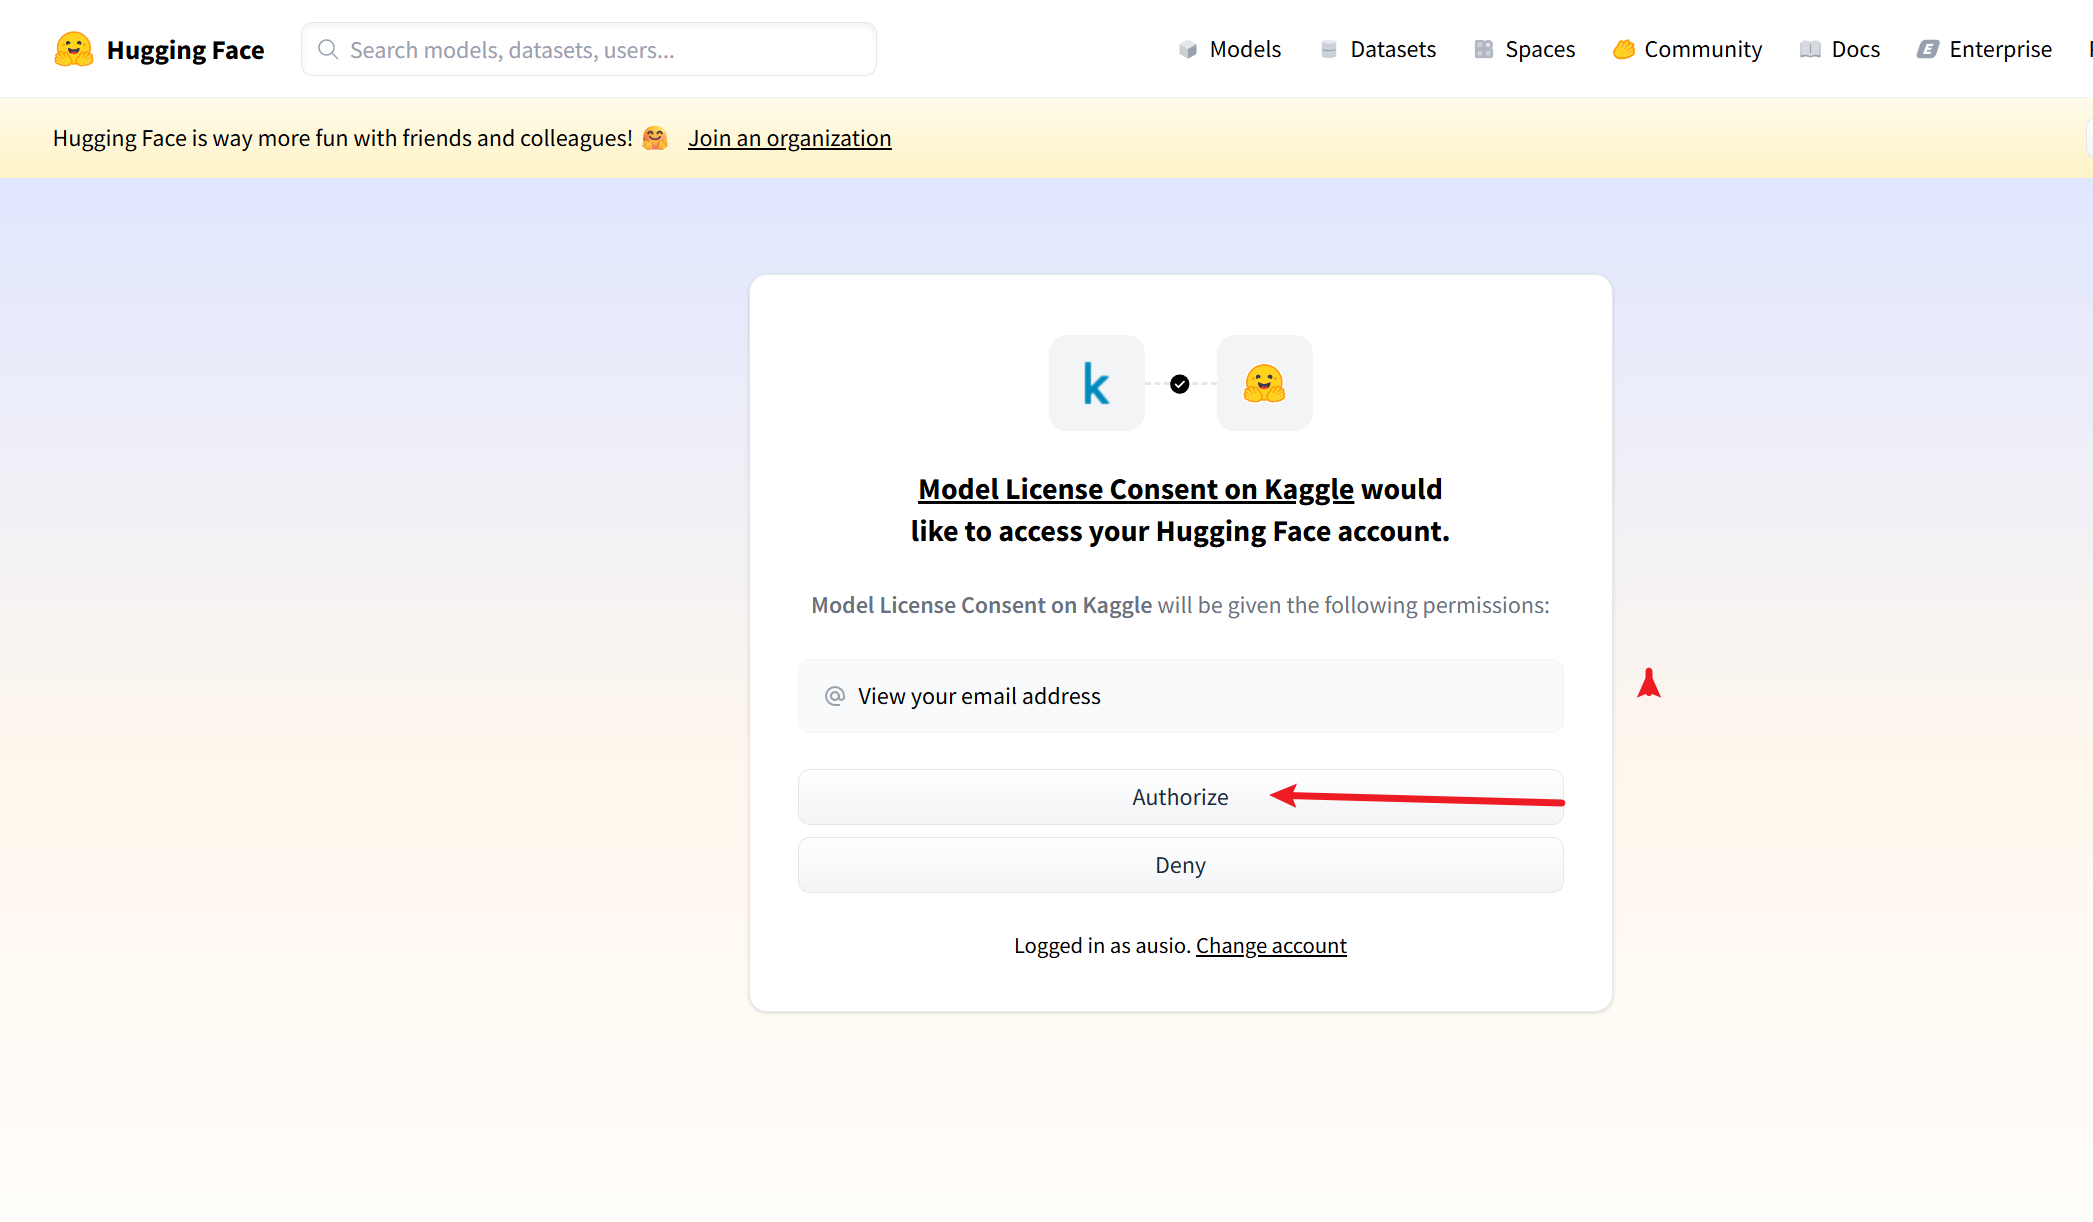 Hugging Face
Search models, datasets, users...
Models
Datasets
Spaces
Community
Docs
Enterprise
Hugging Face is way more fun with friends and colleagues! 🤗 Join an organization
k
Model License Consent on Kaggle would
like to access your Hugging Face account.
Model License Consent on Kaggle will be given the following permissions:
@ View your email address
Authorize
Deny
Logged in as ausio. Change account